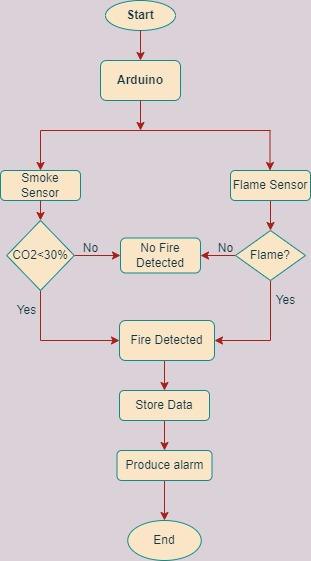 Start
Arduino
Smoke
Sensor
Flame Sensor
CO2<30%
No
No Fire
Detected
No
Flame?
Yes
Yes
Fire Detected
Store Data
Produce alarm
End